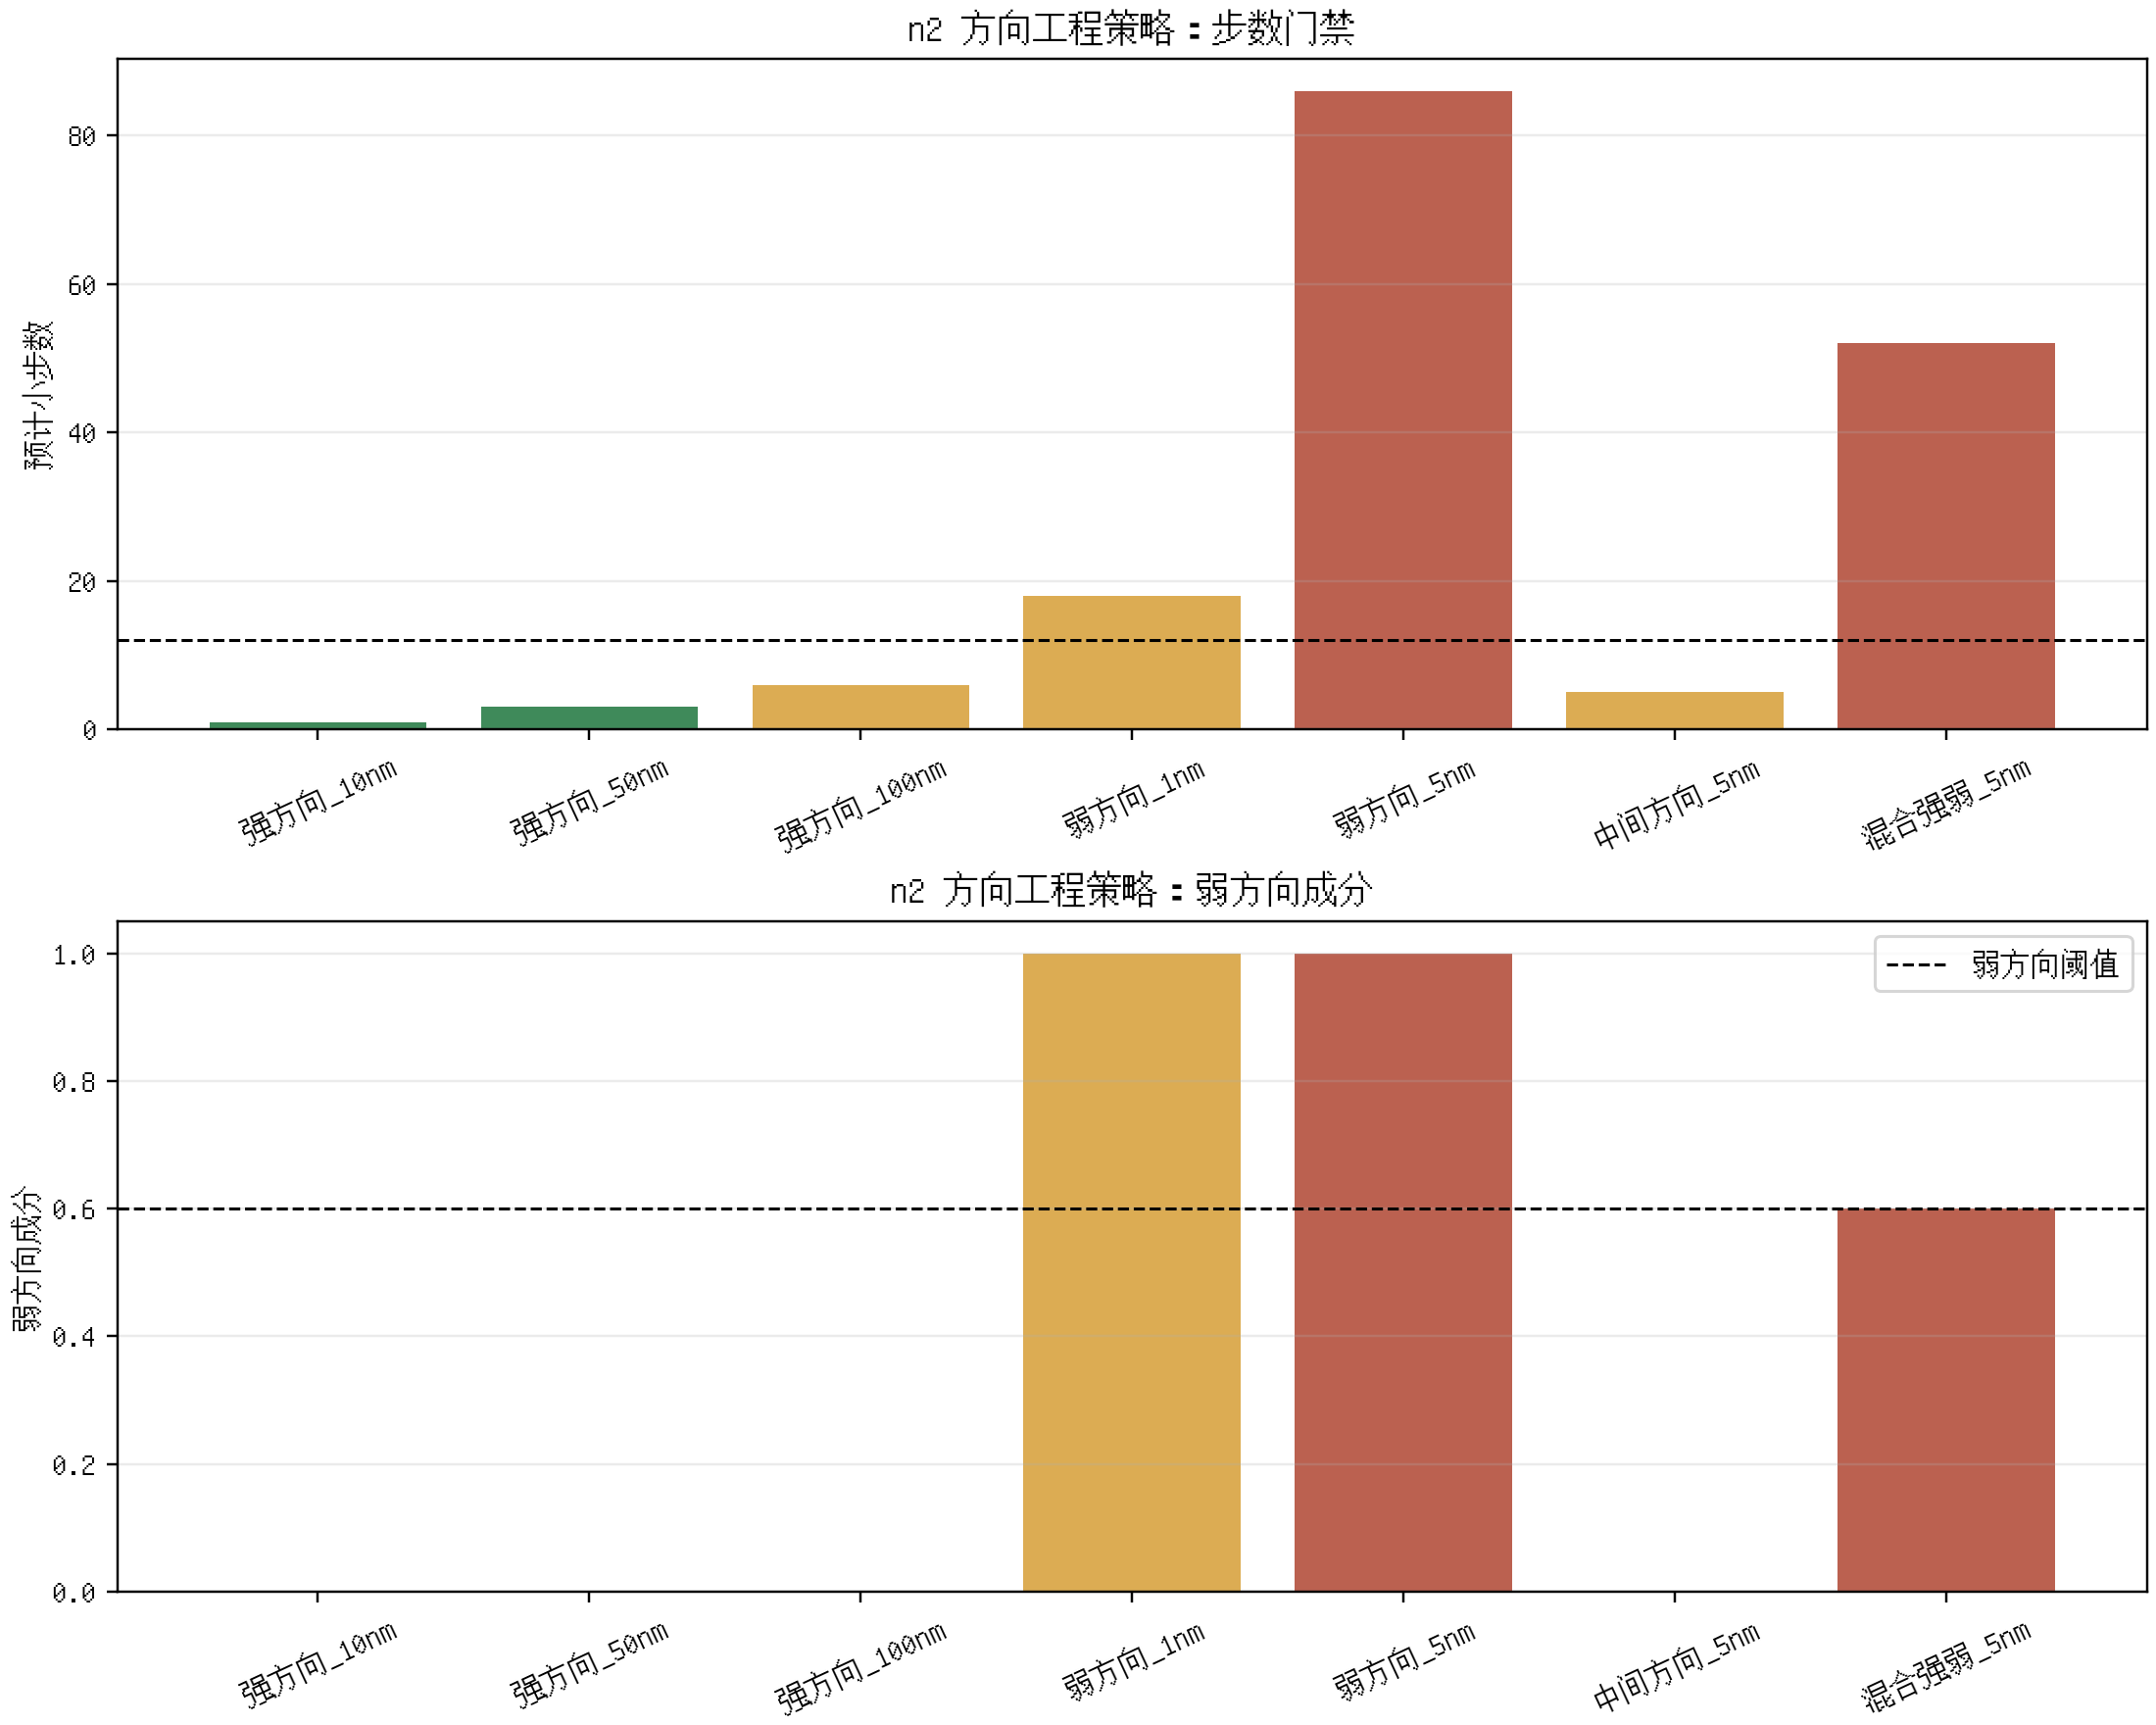 n2 方向工程策略：步数门禁
预计小步数
80
60
40
20
0
强方向_10nm
强方向_50nm
强方向_100nm
弱方向_1nm
弱方向_5nm
中间方向_5nm
混合强弱_5nm
n2 方向工程策略：弱方向成分
弱方向成分
弱方向阈值
1.0
0.8
0.6
0.4
0.2
0.0
强方向_10nm
强方向_50nm
强方向_100nm
弱方向_1nm
弱方向_5nm
中间方向_5nm
混合强弱_5nm